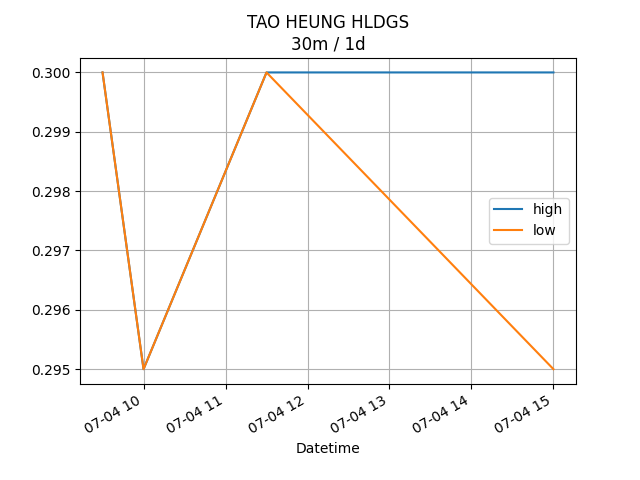 TAO HEUNG HLDGS
30m / 1d
0.300
0.299
0.298
0.297
0.296
0.295
high
low
07-04 10
07-04 11
07-04 12
07-04 13
07-04 14
07-04 15
Datetime